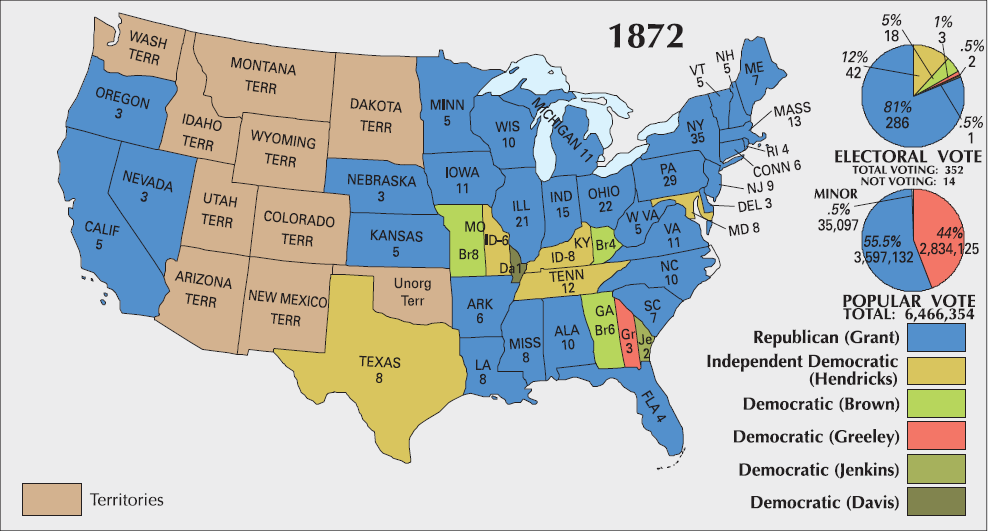 1872
WASH
TERR
OREGON
3
CALIF
5
NEVADA
3
IDAHO
TERR
MONTANA
TERR
WYOMING
TERR
UTAH
TERR
COLORADO
TERR
ARIZONA
TERR
NEW MEXICO
TERR
DAKOTA
TERR
NEBRASKA
3
KANSAS
5
Unorg
Terr
TEXAS
8
MINN
5
IOWA
11
MO
Br8
ID-6
Da1
ARK
6
LA
8
WIS
10
ILL
21
MICHIGAN 11
IND
15
OHIO
22
KY
ID-8
Br4
TENN
12
MISS
8
ALA
10
GA
Br6
Gr
3
Je
2
FLA 4
SC
7
NC
10
VA
11
W VA
5
PA
29
NY
35
VT
5
NH
5
ME
7
MASS
13
RI 4
CONN 6
NJ 9
DEL 3
MD 8
5%
18
1%
3
.5%
2
12%
42
81%
286
.5%
1
ELECTORAL VOTE
TOTAL VOTING: 352
NOT VOTING: 14
MINOR
.5%
35,097
44%
2,834,125
55.5%
3,597,132
POPULAR VOTE
TOTAL: 6,466,354
Republican (Grant)
Independent Democratic
(Hendricks)
Democratic (Brown)
Democratic (Greeley)
Democratic (Jenkins)
Democratic (Davis)
Territories